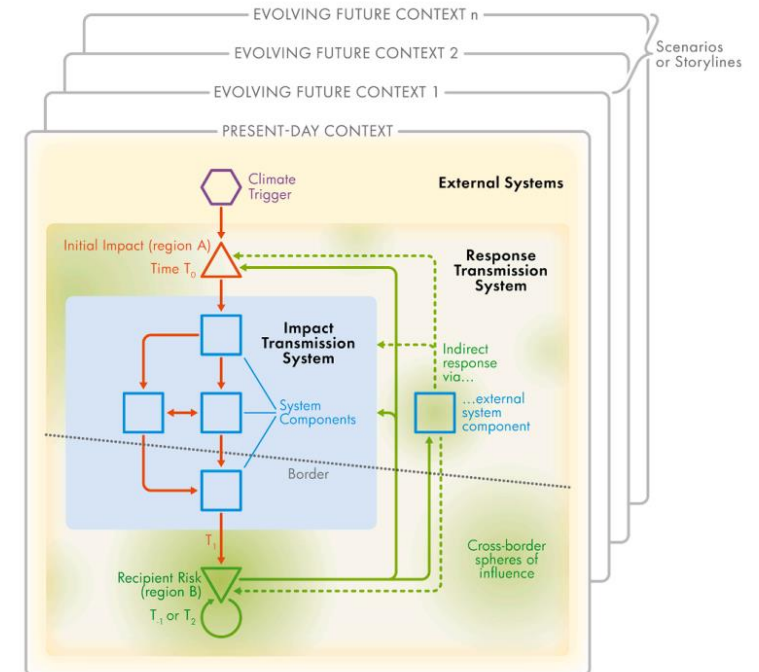 EVOLVING FUTURE CONTEXT n
EVOLVING FUTURE CONTEXT 2
Scenarios
or Storylines
EVOLVING FUTURE CONTEXT 1
PRESENT-DAY CONTEXT
Climate
Trigger
External Systems
Initial Impact (region A)
Time T₀
Response
Transmission
System
Impact
Transmission
System
Indirect
response
via...
System
Components
...external
system
component
Border
T₁
Cross-border
spheres of
influence
Recipient Risk
(region B)
T₋₁ or T₂